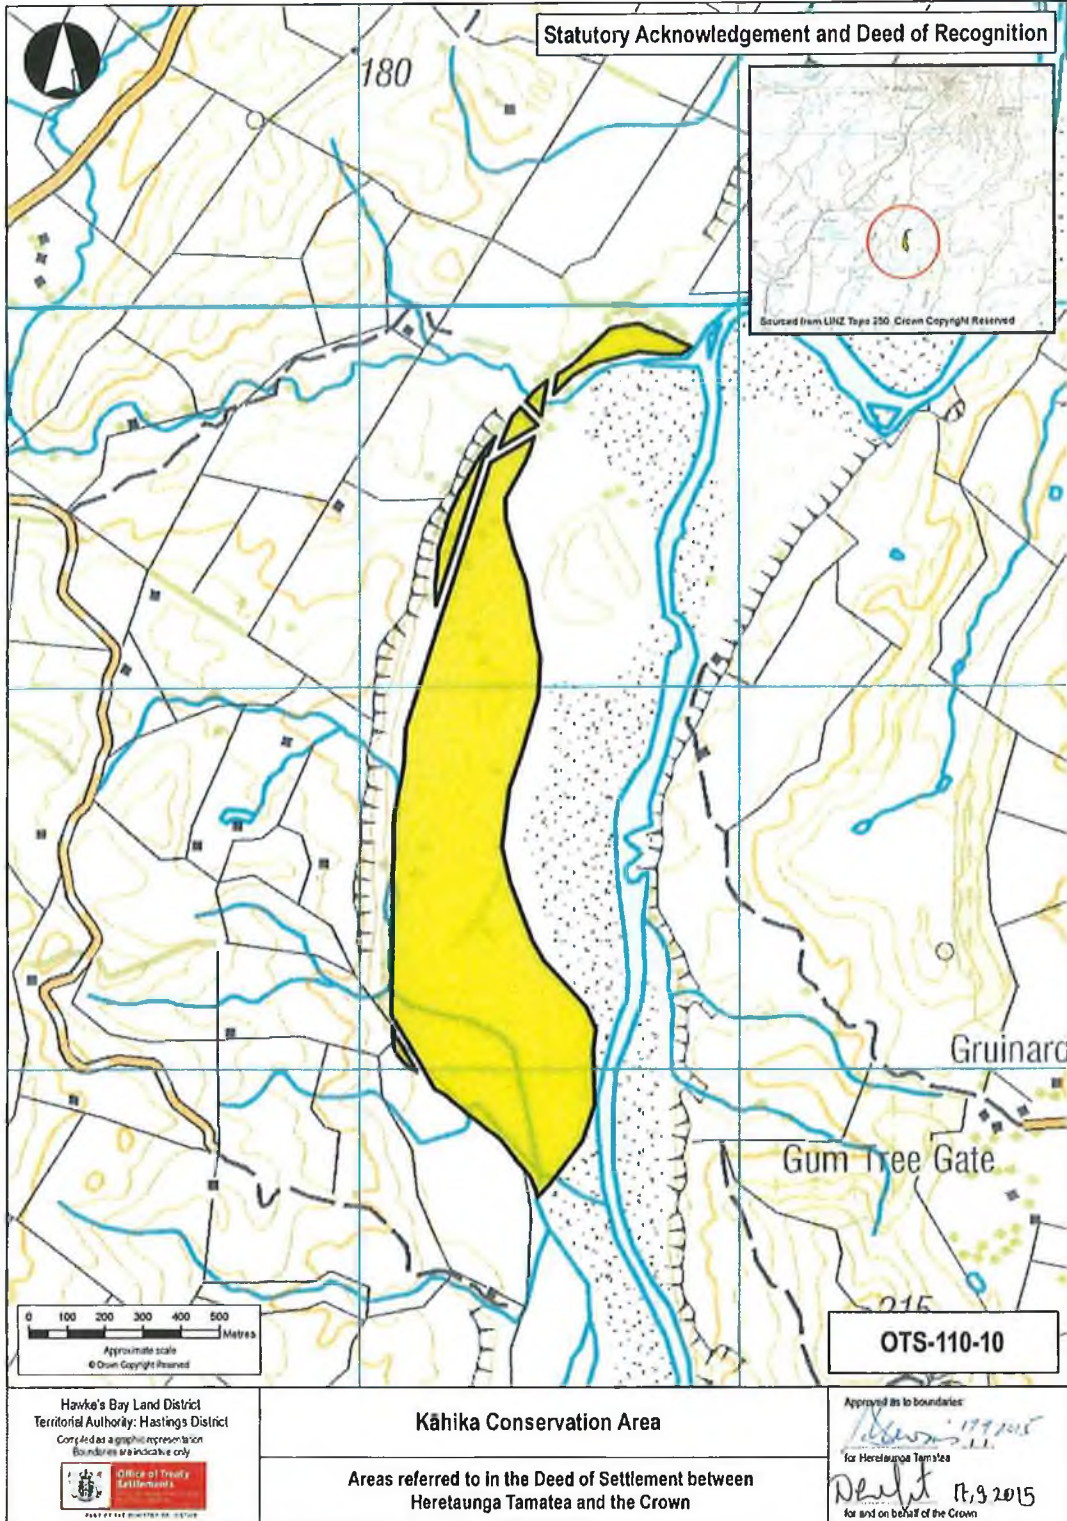 Statutory Acknowledgement and Deed of Recognition
180
Sourced from LINZ Topo 250. Crown Copyright Reserved
Gruinard
Gum Tree Gate
215
0 100 200 300 400 500
Metres
Approximate scale
© Crown Copyright Reserved
OTS-110-10
Hawke's Bay Land District
Territorial Authority: Hastings District
Compiled as a graphic representation
Boundaries are indicative only
Office of Treaty
Settlements
Kāhika Conservation Area
Areas referred to in the Deed of Settlement between
Heretaunga Tamatea and the Crown
Approved as to boundaries:
17 9 2015
for Heretaunga Tamatea
17.9.2015
for and on behalf of the Crown